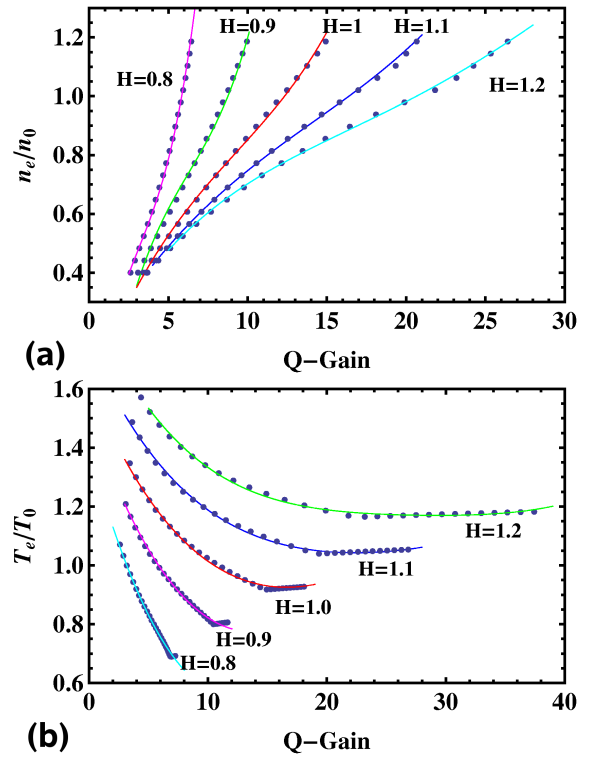 1.2
1.0
0.8
0.6
0.4
n_e/n_0
H=0.8
H=0.9
H=1
H=1.1
H=1.2
0 5 10 15 20 25 30
Q-Gain
(a)
1.6
1.4
1.2
1.0
0.8
0.6
T_e/T_0
H=1.2
H=1.1
H=1.0
H=0.9
H=0.8
0 10 20 30 40
Q-Gain
(b)